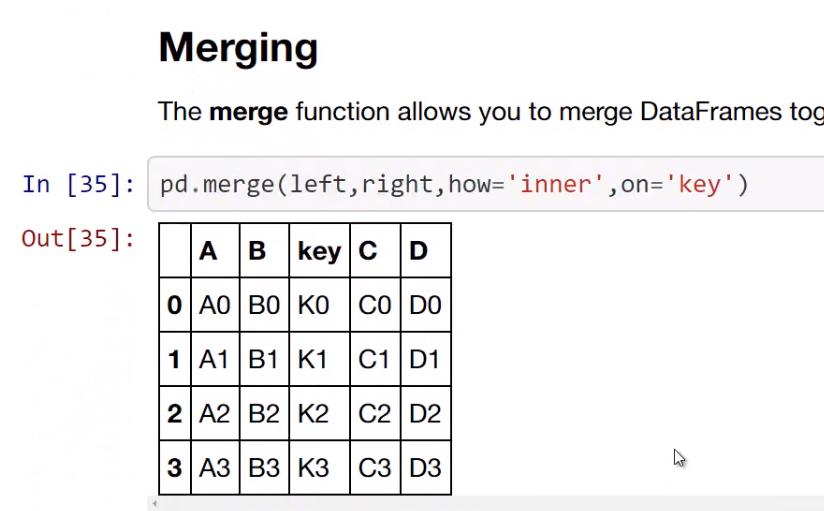 Merging
The merge function allows you to merge DataFrames
In [35]: pd.merge(left,right,how='inner',on='key')
Out[35]:
A B key C D
0 A0 B0 K0 C0 D0
1 A1 B1 K1 C1 D1
2 A2 B2 K2 C2 D2
3 A3 B3 K3 C3 D3